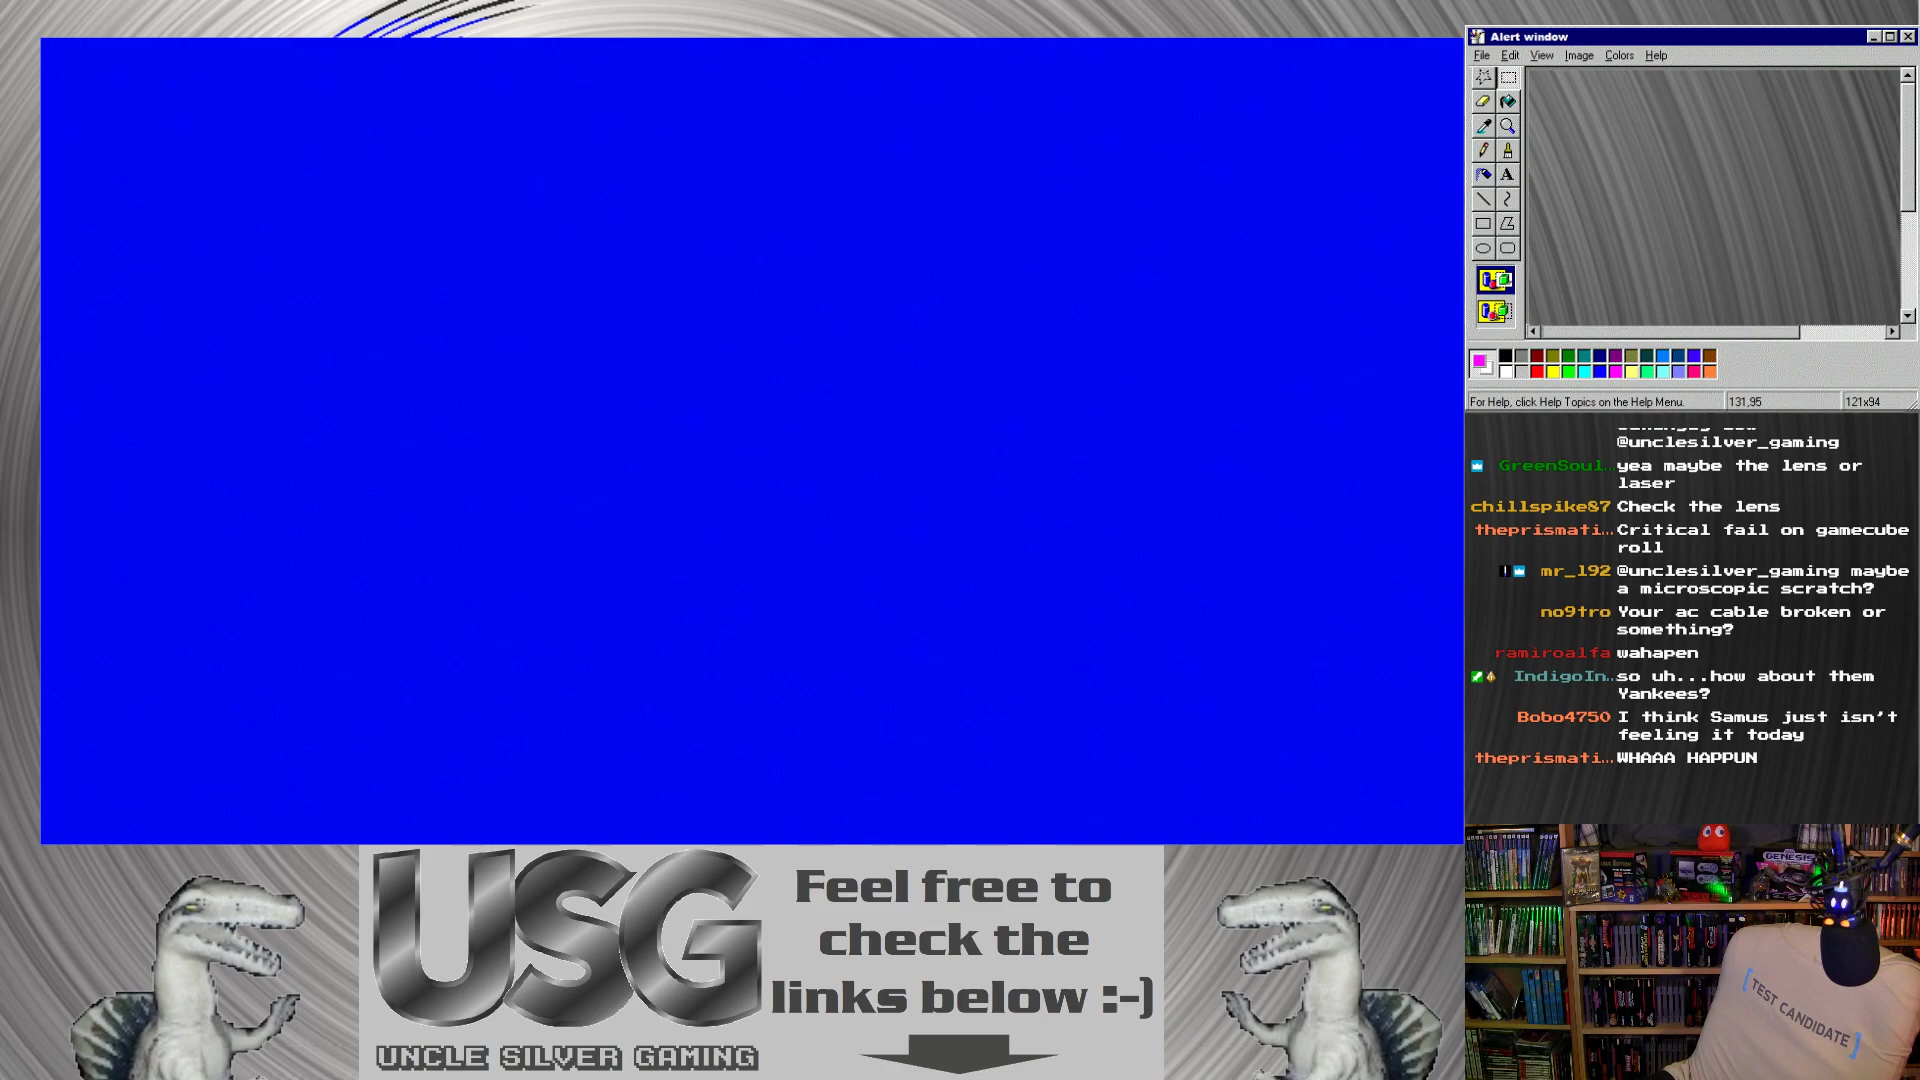 Alert window
File Edit View Image Colors Help
A
For Help, click Help Topics on the Help Menu. 131,95 121x94
@unclesilver_gaming
GreenSoul... yea maybe the lens or
laser
chillspike87 Check the lens
theprismati... Critical fail on gamecube
roll
mr_l92 @unclesilver_gaming maybe
a microscopic scratch?
no9tro Your ac cable broken or
something?
ramiroalfa wahapen
IndigoIn... so uh...how about them
Yankees?
Bobo4750 I think Samus just isn't
feeling it today
theprismati... WHAAA HAPPUN
GENESIS
[TEST CANDIDATE]
USG
UNCLE SILVER GAMING
Feel free to
check the
links below :-)